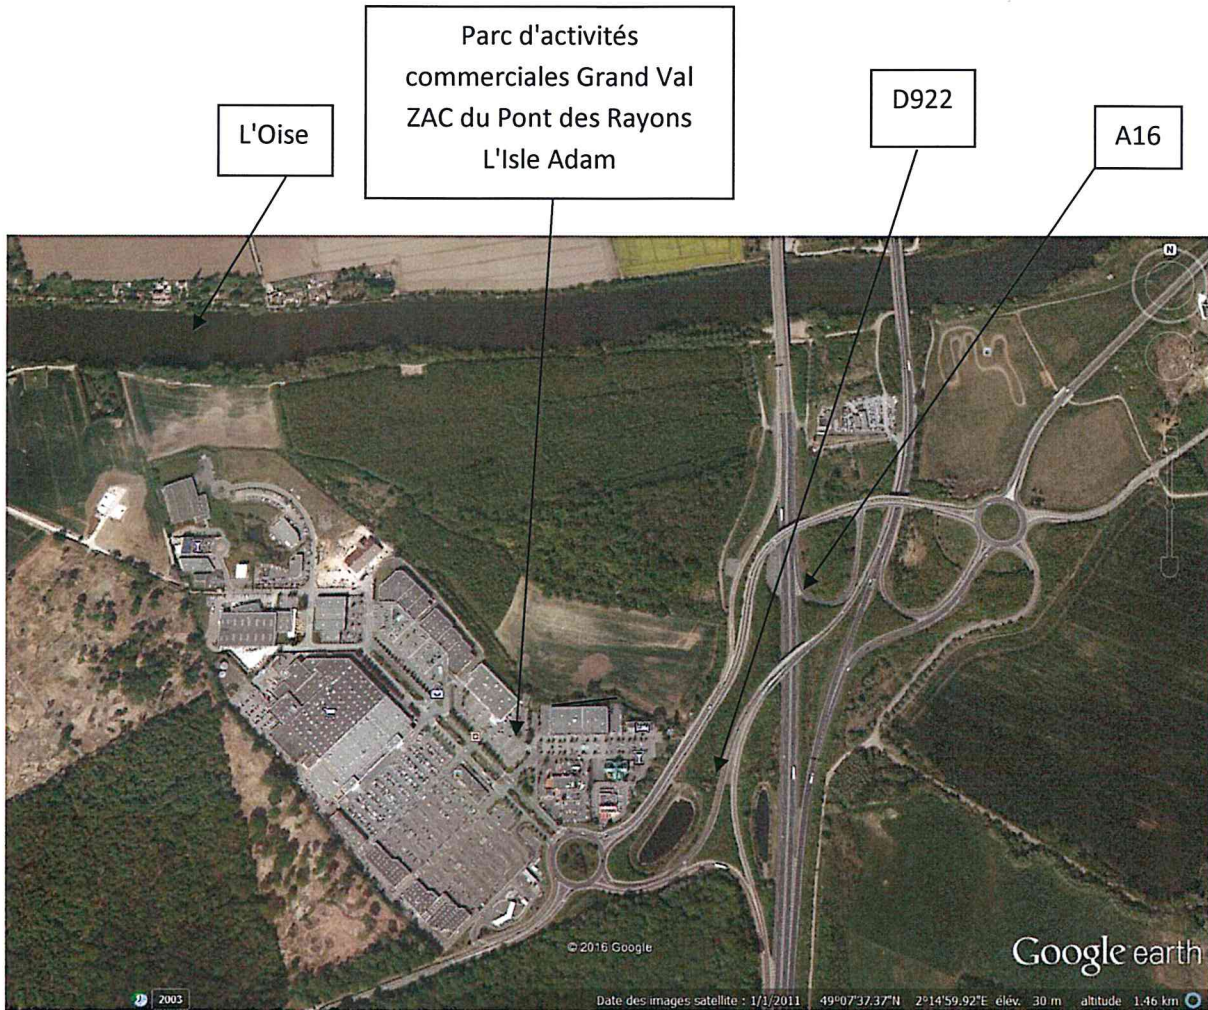 Parc d'activités
commerciales Grand Val
ZAC du Pont des Rayons
L'Isle Adam
D922
L'Oise
A16
N
© 2016 Google
Google earth
2003
Date des images satellite : 1/1/2011 49°07'37.37"N 2°14'59.92"E élév. 30 m altitude 1.46 km